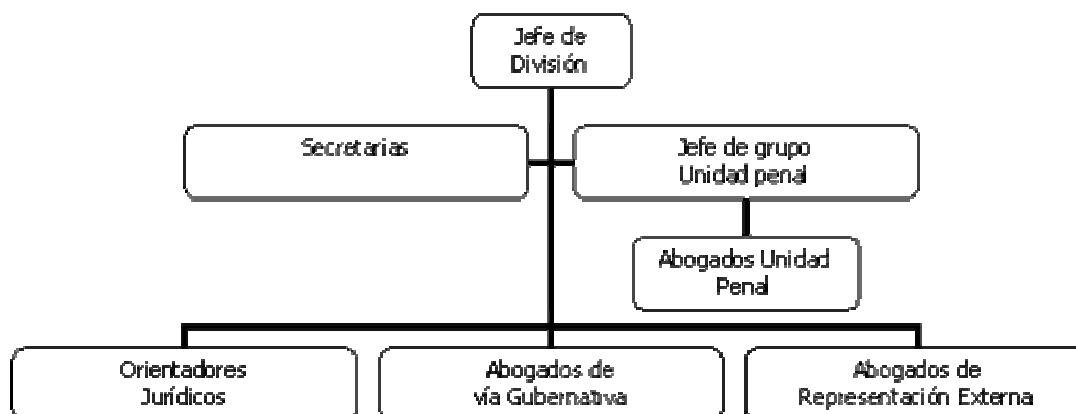 Jefe de
División
Secretarias
Jefe de grupo
Unidad penal
Abogados Unidad
Penal
Orientadores
Jurídicos
Abogados de
vía Gubernativa
Abogados de
Representación Externa